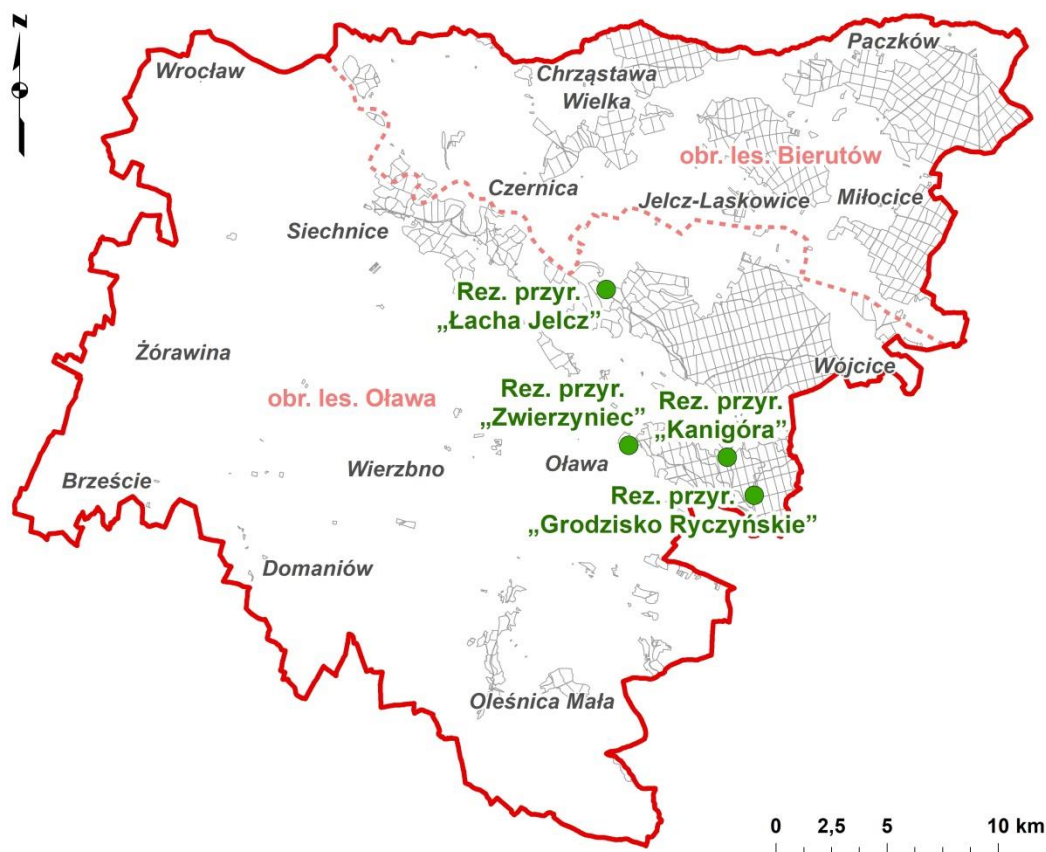 N
Wrocław
Paczków
Chrząstawa
Wielka
obr. les. Bierutów
Czernica
Jelcz-Laskowice
Miłocice
Siechnice
Rez. przyr.
„Łacha Jelcz”
Żórawina
Wójcice
obr. les. Oława
Rez. przyr.
„Zwierzyniec”
Rez. przyr.
„Kanigóra”
Wierzbno
Oława
Brzeście
Rez. przyr.
„Grodzisko Ryczyńskie”
Domaniów
Oleśnica Mała
0 2,5 5 10 km